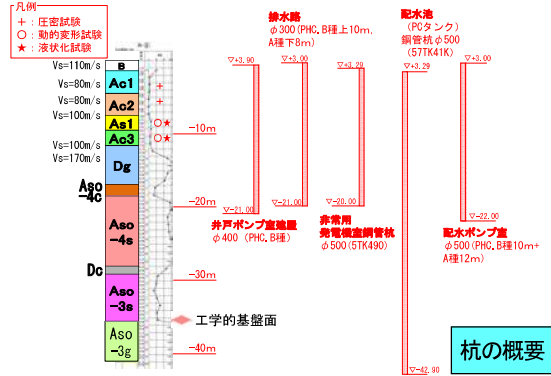 凡例
+ : 圧密試験
○ : 動的変形試験
★ : 液状化試験
Vs=110m/s
Vs=80m/s
Vs=80m/s
Vs=100m/s
Vs=100m/s
Vs=170m/s
B
Ac1
Ac2
As1
Ac3
Dg
Aso
-4c
Aso
-4s
Dc
Aso
-3s
Aso
-3g
-10m
-20m
-30m
-40m
工学的基盤面
▽+3.90
▽-21.00
井戸ポンプ室建屋
φ400 (PHC.B種)
排水路
φ300(PHC.B種上10m,
A種下8m)
▽+3.00
▽-21.00
▽+3.29
▽-20.00
非常用
発電機室鋼管杭
φ500(5TK490)
配水池
(PCタンク)
鋼管杭φ500
(57TK41K)
▽+3.29
▽-42.90
▽+3.00
▽-22.00
配水ポンプ室
φ500(PHC.B種10m+
A種12m)
杭の概要